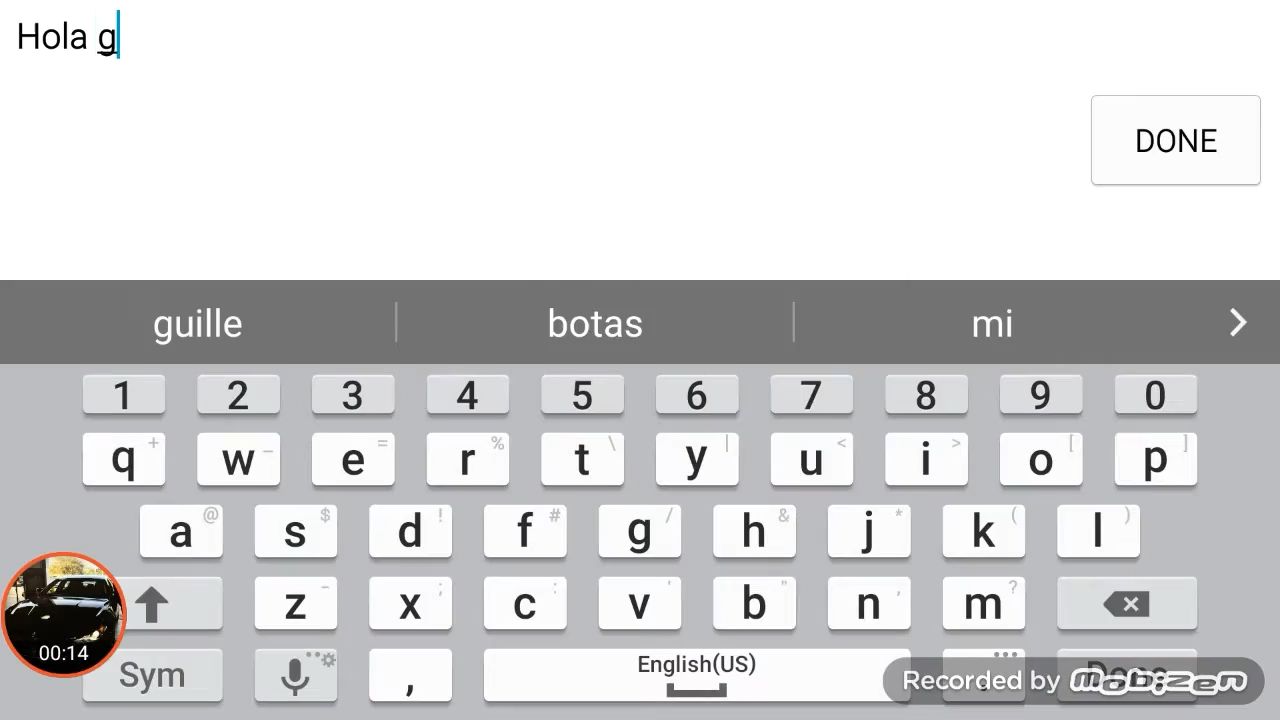 Hola g
DONE
guille botas mi
1 2 3 4 5 6 7 8 9 0
q + w - e = r % t \ y | u < i > o [ p ]
a @ s $ d ! f # g / h & j * k ( l )
z x ; c : v ' b " n , m ?
00:14
Sym , English(US) Done
Recorded by mobizen